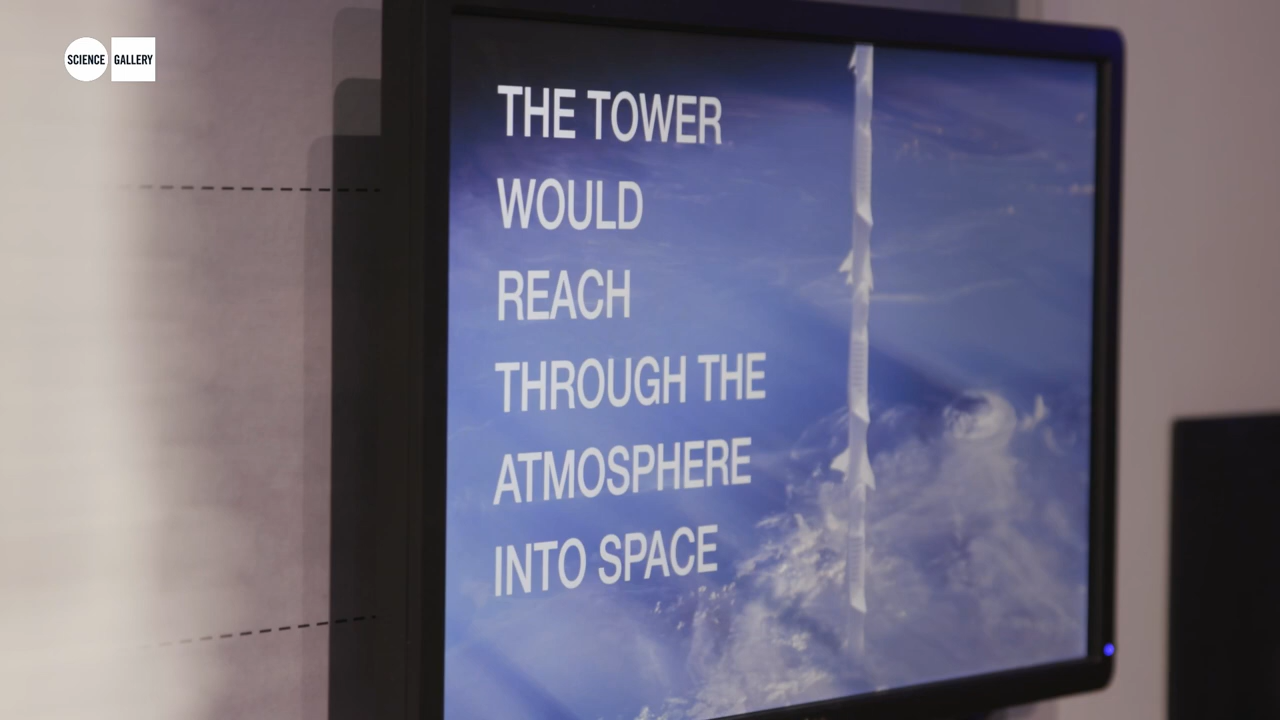 SCIENCE GALLERY
THE TOWER
WOULD
REACH
THROUGH THE
ATMOSPHERE
INTO SPACE